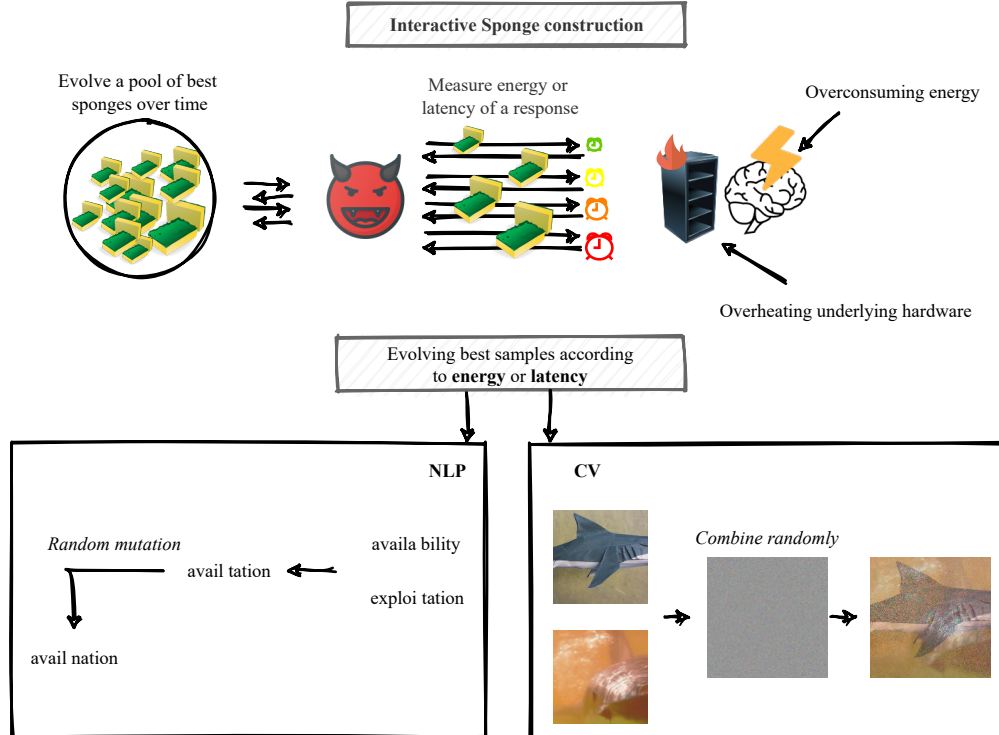 Interactive Sponge construction
Evolve a pool of best
sponges over time
Measure energy or
latency of a response
Overconsuming energy
Overheating underlying hardware
Evolving best samples according
to energy or latency
NLP
Random mutation
availa bility
avail tation
exploi tation
avail nation
CV
Combine randomly